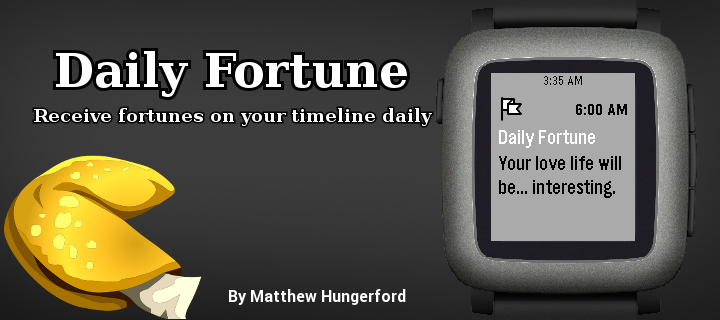 Daily Fortune
Receive fortunes on your timeline daily
3:35 AM
6:00 AM
Daily Fortune
Your love life will
be... interesting.
By Matthew Hungerford